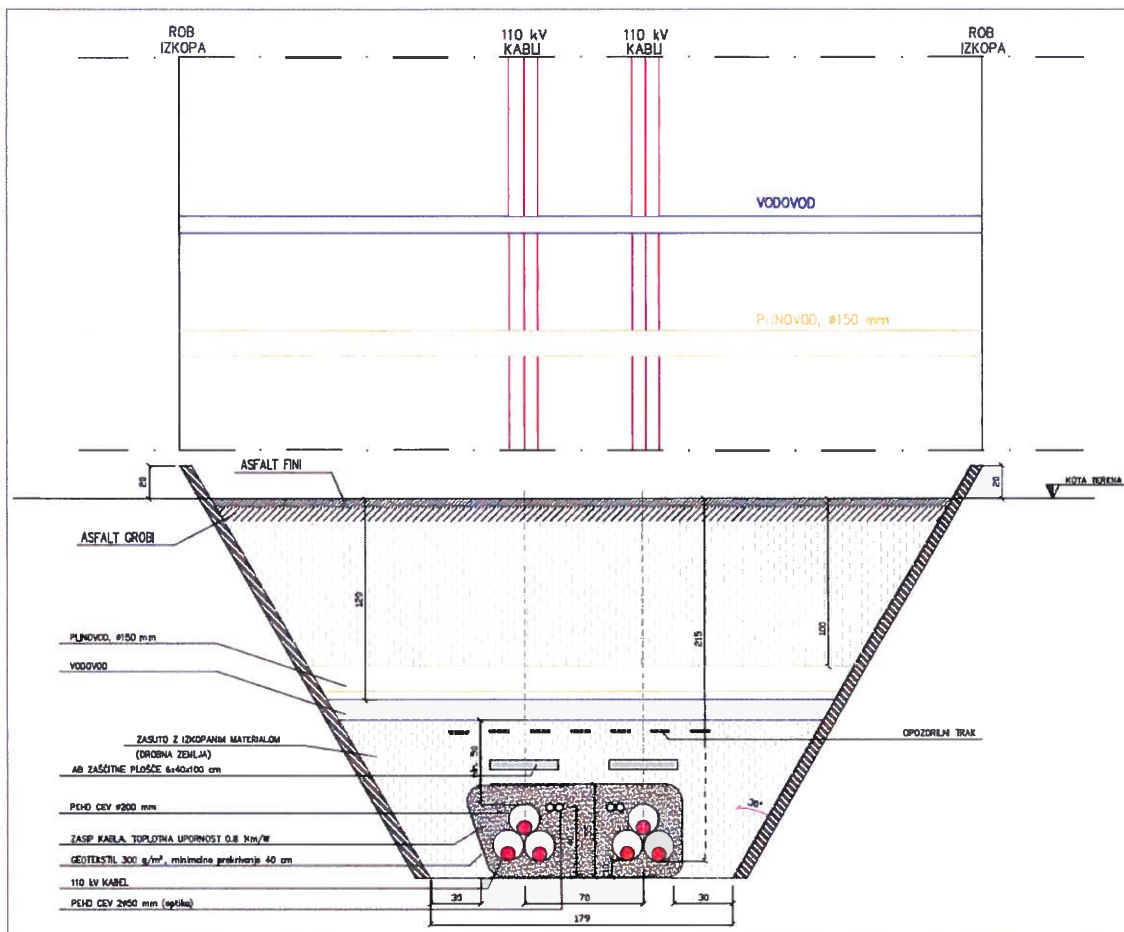 ROB
IZKOPA
110 kV
KABLI
110 kV
KABLI
ROB
IZKOPA
VODOVOD
PLINOVOD, ø150 mm
ASFALT FINI
20
20
KOTA TERENA
ASFALT GROBI
120
215
100
PLINOVOD, ø150 mm
VODOVOD
ZASUTO Z IZKOPANIM MATERIALOM
(DROBNA ZEMLJA)
OPOZORILNI TRAK
AB ZAŠČITNE PLOŠČE 6x40x100 cm
PEHD CEV ø200 mm
30°
ZASIP KABLA, TOPLOTNA UPORNOST 0.8 Km/W
GEOTEKSTIL 300 g/m², minimalno prekrivanje 40 cm
110 kV KABEL
PEHD CEV 2ø50 mm (optika)
30
70
30
179